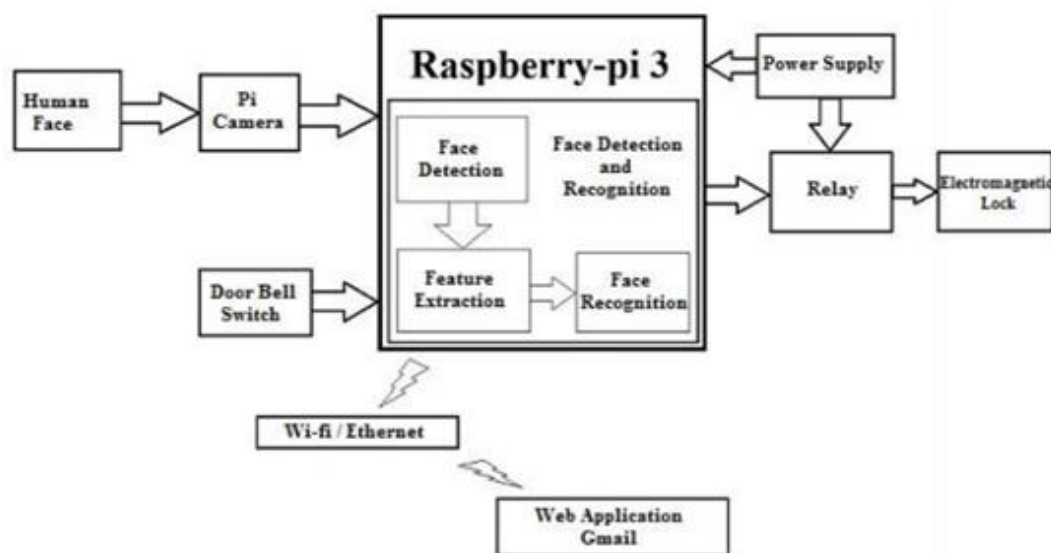 Raspberry-pi 3
Power Supply
Human
Face
Pi
Camera
Face
Detection
Face Detection
and
Recognition
Relay
Electromagnetic
Lock
Door Bell
Switch
Feature
Extraction
Face
Recognition
Wi-fi / Ethernet
Web Application
Gmail